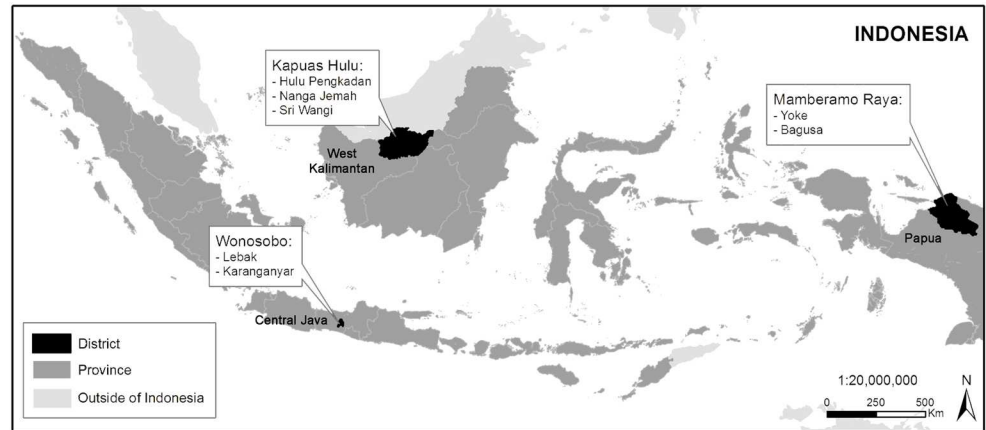 INDONESIA
Kapuas Hulu:
- Hulu Pengkadan
- Nanga Jemah
- Sri Wangi
Mamberamo Raya:
- Yoke
- Bagusa
West
Kalimantan
Papua
Wonosobo:
- Lebak
- Karanganyar
Central Java
District
Province
Outside of Indonesia
1:20,000,000
N
0 250 500
Km